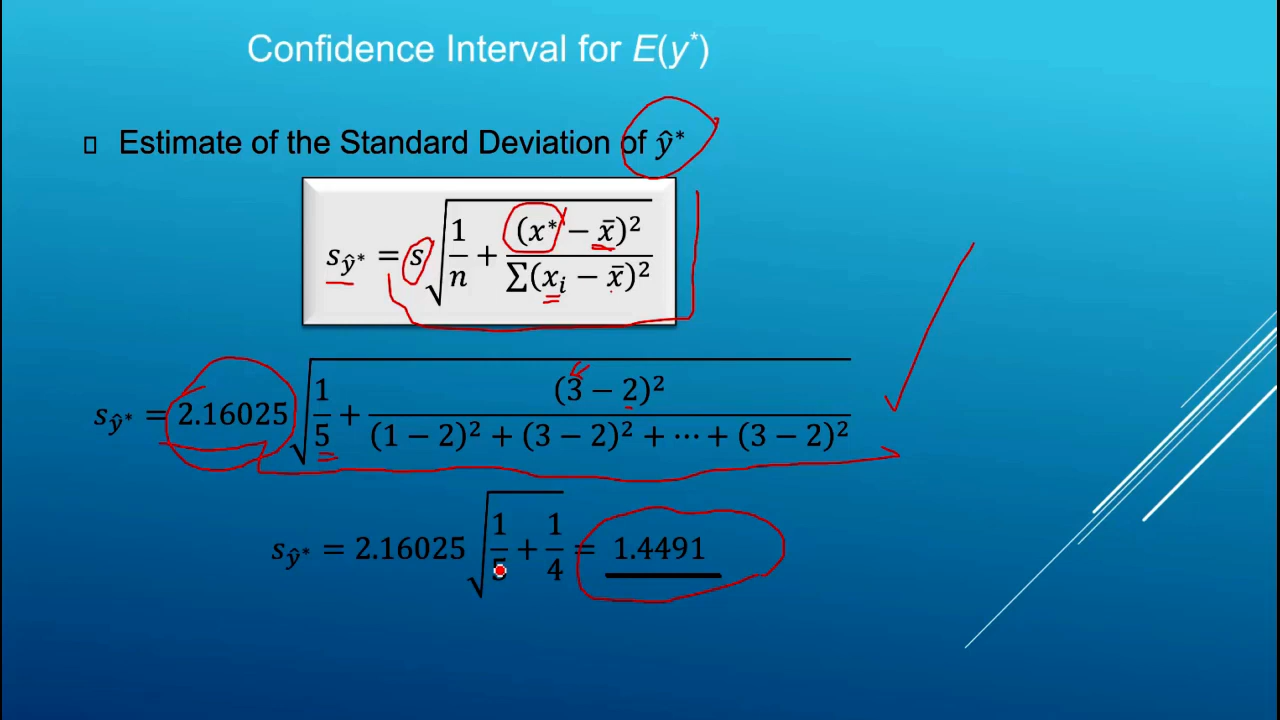 Confidence Interval for E(y*)
Estimate of the Standard Deviation of ŷ*
s_ŷ* = s√(1/n + (x* − x̄)²/∑(xᵢ − x̄)²)
s_ŷ* = 2.16025√(1/5 + (3 − 2)²/((1 − 2)² + (3 − 2)² + ⋯ + (3 − 2)²))
s_ŷ* = 2.16025√(1/5 + 1/4) = 1.4491